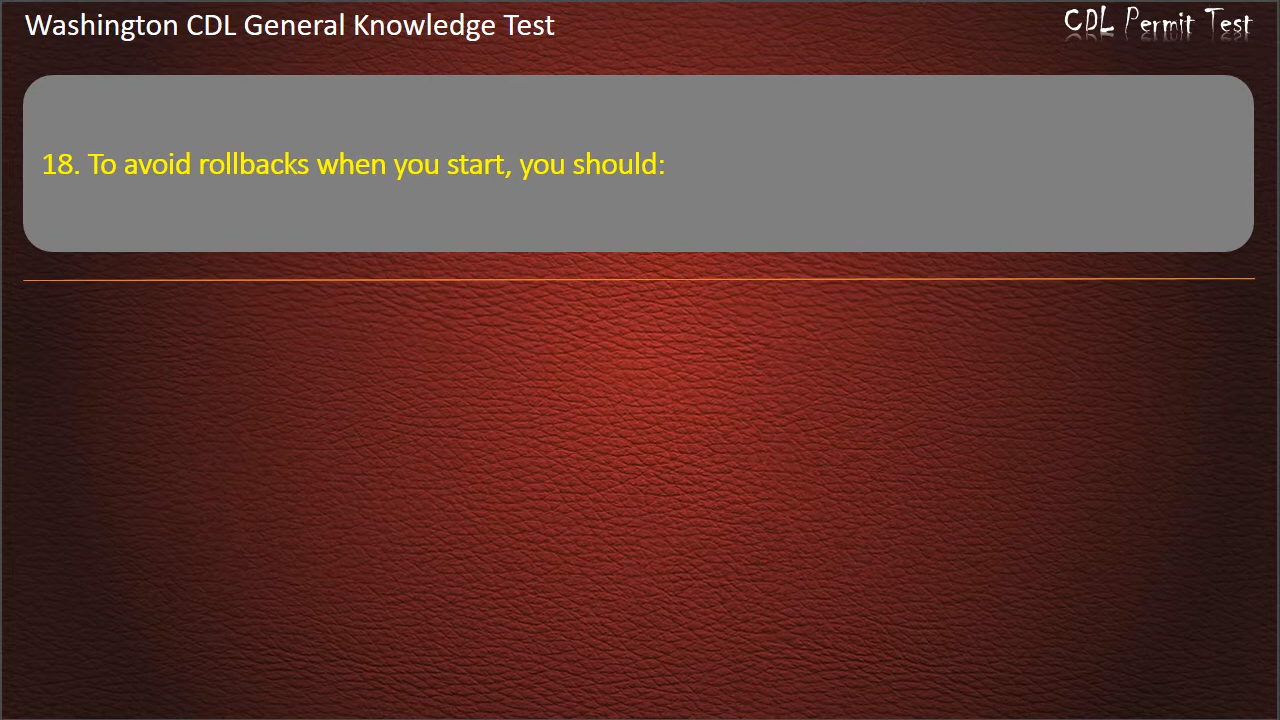 Washington CDL General Knowledge Test
CDL Permit Test
18. To avoid rollbacks when you start, you should: